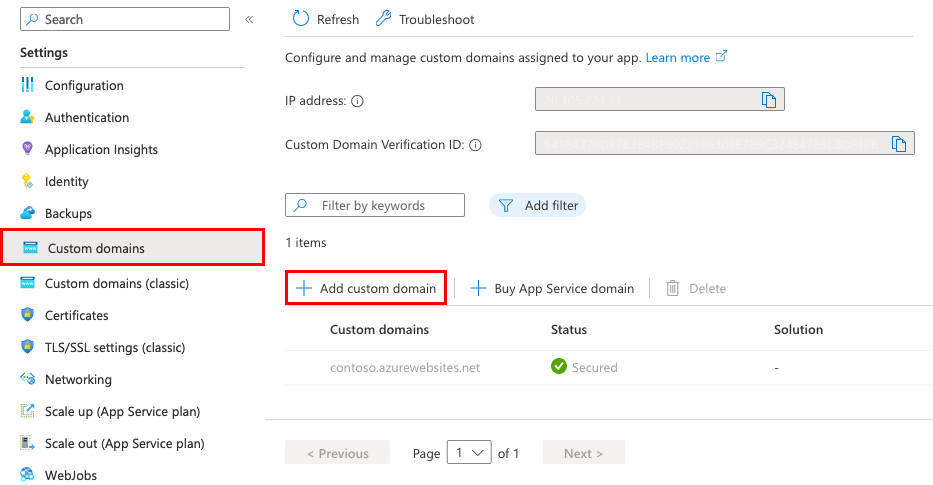 Search
«
Settings
Configuration
Authentication
Application Insights
Identity
Backups
Custom domains
Custom domains (classic)
Certificates
TLS/SSL settings (classic)
Networking
Scale up (App Service plan)
Scale out (App Service plan)
WebJobs
Refresh Troubleshoot
Configure and manage custom domains assigned to your app. Learn more
IP address:
Custom Domain Verification ID:
Filter by keywords Add filter
1 items
Add custom domain Buy App Service domain Delete
Custom domains Status Solution
contoso.azurewebsites.net Secured -
< Previous Page 1 of 1 Next >